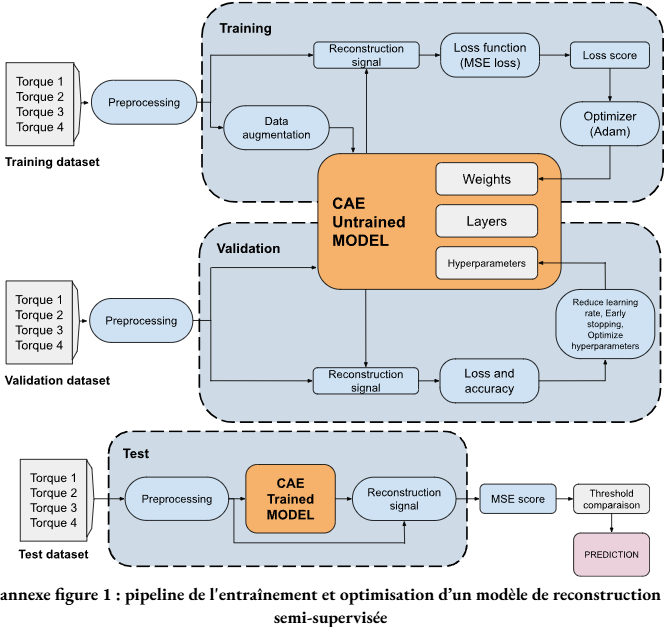 Training
Torque 1
Torque 2
Torque 3
Torque 4
Training dataset
Preprocessing
Data
augmentation
Reconstruction
signal
Loss function
(MSE loss)
Loss score
Optimizer
(Adam)
CAE
Untrained
MODEL
Weights
Layers
Hyperparameters
Validation
Torque 1
Torque 2
Torque 3
Torque 4
Validation dataset
Preprocessing
Reconstruction
signal
Loss and
accuracy
Reduce learning
rate, Early
stopping,
Optimize
hyperparameters
Test
Torque 1
Torque 2
Torque 3
Torque 4
Test dataset
Preprocessing
CAE
Trained
MODEL
Reconstruction
signal
MSE score
Threshold
comparaison
PREDICTION
annexe figure 1 : pipeline de l'entraînement et optimisation d’un modèle de reconstruction
semi-supervisée